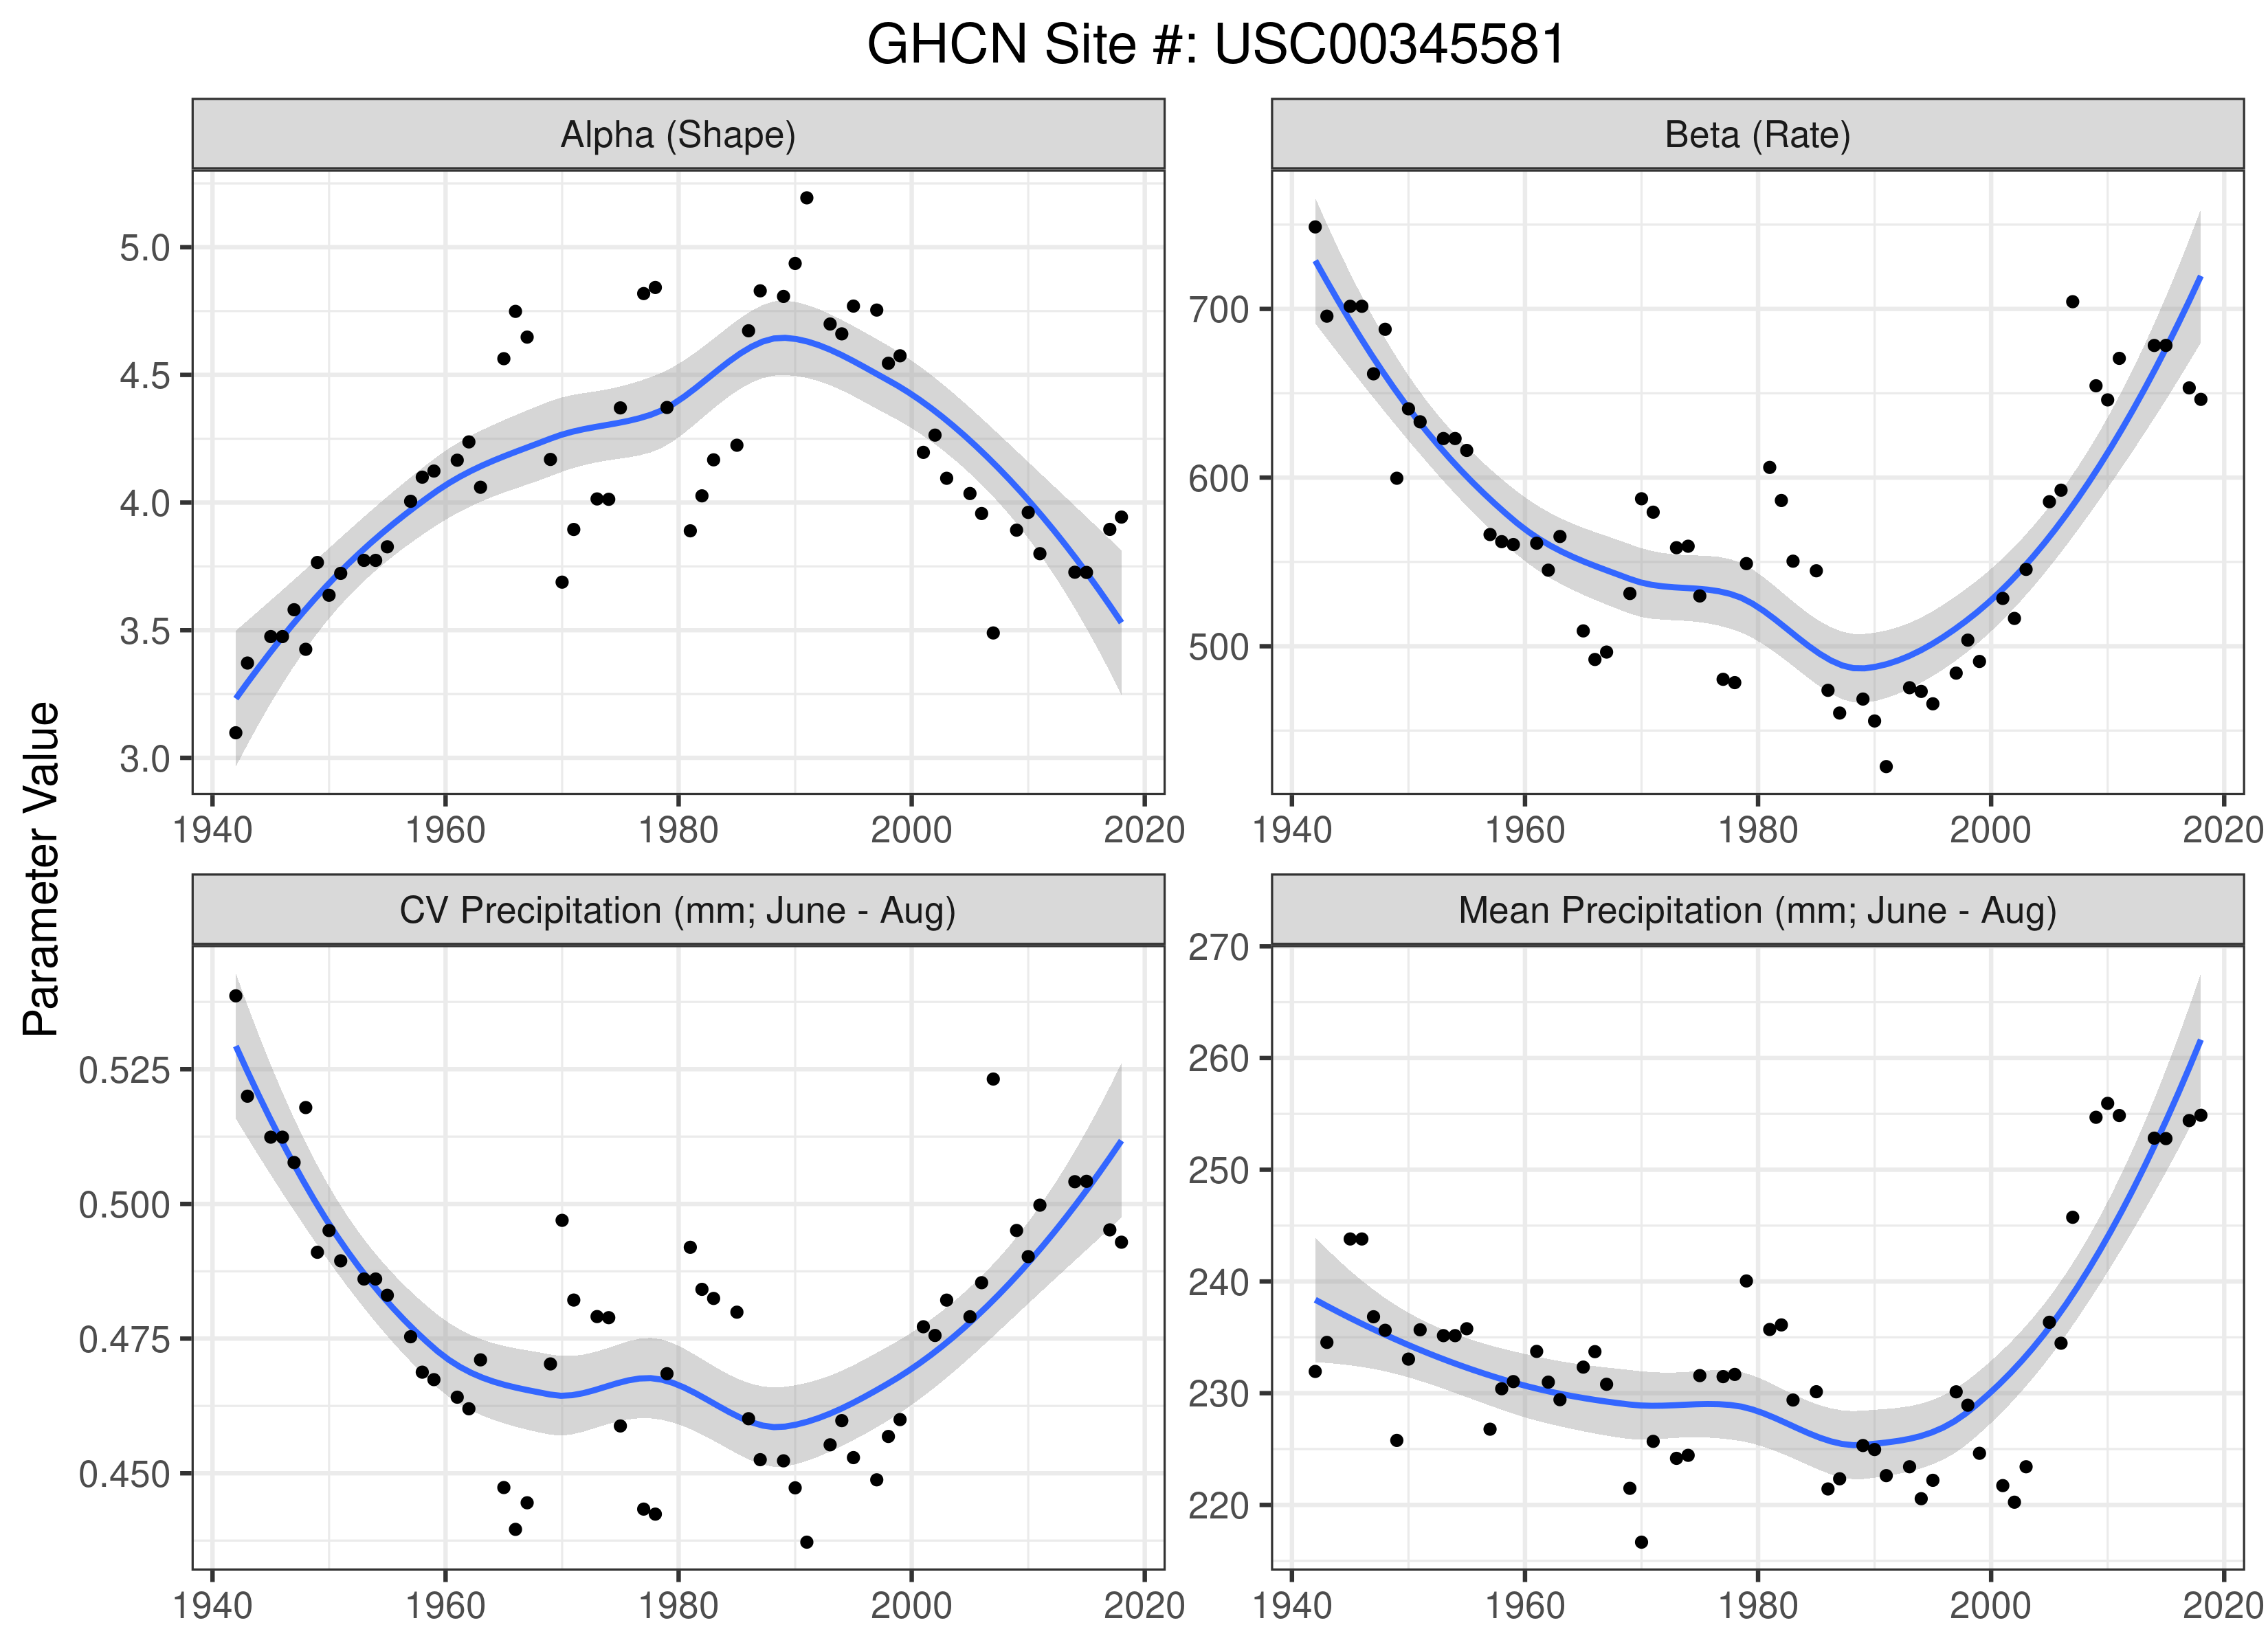 GHCN Site #: USC00345581
Alpha (Shape)
Beta (Rate)
5.0
4.5
4.0
3.5
3.0
700
600
500
1940 1960 1980 2000 2020
1940 1960 1980 2000 2020
Parameter Value
CV Precipitation (mm; June - Aug)
Mean Precipitation (mm; June - Aug)
0.525
0.500
0.475
0.450
270
260
250
240
230
220
1940 1960 1980 2000 2020
1940 1960 1980 2000 2020